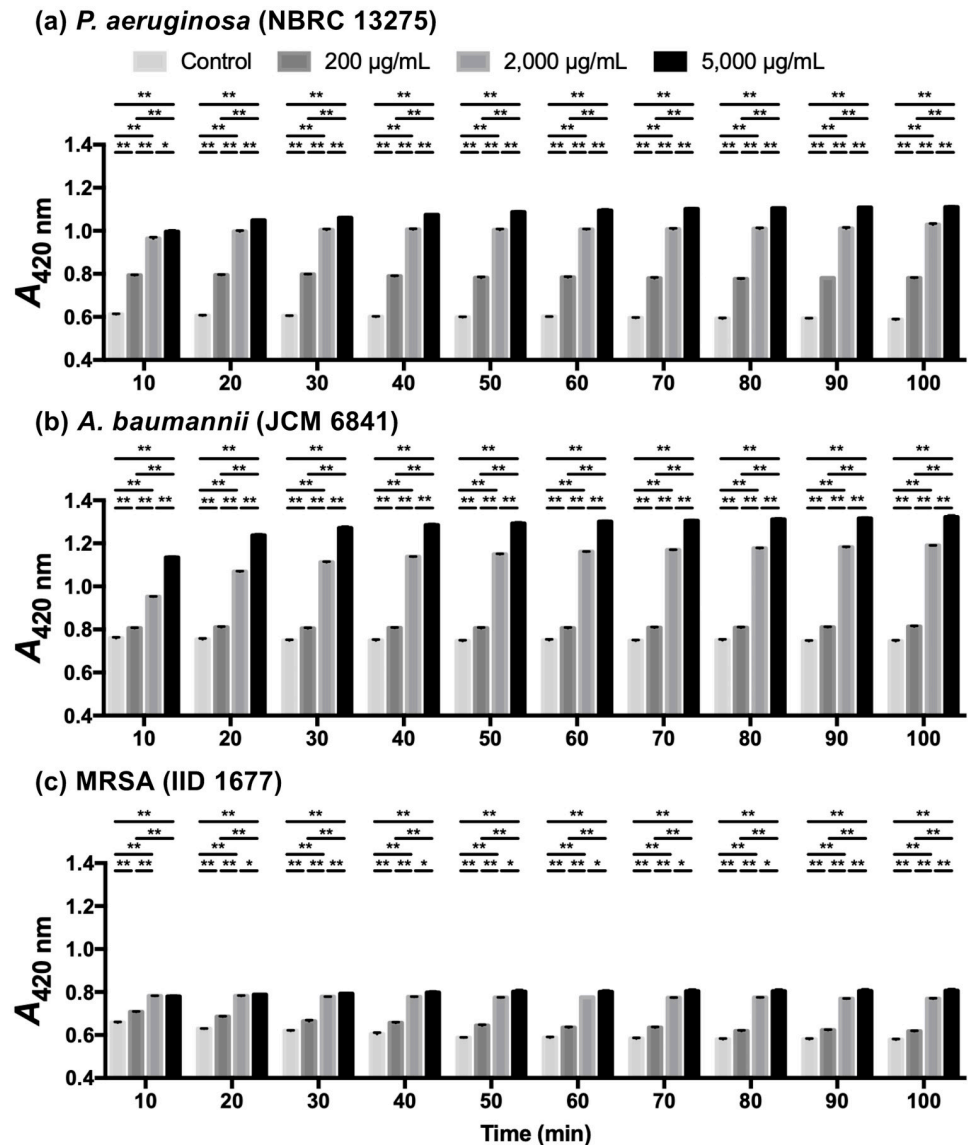 (a) P. aeruginosa (NBRC 13275)
Control 200 µg/mL 2,000 µg/mL 5,000 µg/mL
** ** ** ** ** ** ** ** ** **
** ** ** ** ** ** ** ** ** **
** ** ** ** ** ** ** ** ** **
** ** * ** ** ** ** ** ** ** ** ** ** ** ** ** ** ** ** ** ** ** ** ** ** ** ** ** ** **
1.4
1.2
1.0
0.8
0.6
0.4
A420 nm
10 20 30 40 50 60 70 80 90 100
(b) A. baumannii (JCM 6841)
** ** ** ** ** ** ** ** ** **
** ** ** ** ** ** ** ** ** **
** ** ** ** ** ** ** ** ** **
** ** ** ** ** ** ** ** ** ** ** ** ** ** ** ** ** ** ** ** ** ** ** ** ** ** ** ** ** **
1.4
1.2
1.0
0.8
0.6
0.4
A420 nm
10 20 30 40 50 60 70 80 90 100
(c) MRSA (IID 1677)
** ** ** ** ** ** ** ** ** **
** ** ** ** ** ** ** ** ** **
** ** ** ** ** ** ** ** ** **
** ** ** ** * ** ** ** ** ** * ** ** * ** ** * ** ** * ** ** * ** ** ** ** ** **
1.4
1.2
1.0
0.8
0.6
0.4
A420 nm
10 20 30 40 50 60 70 80 90 100
Time (min)